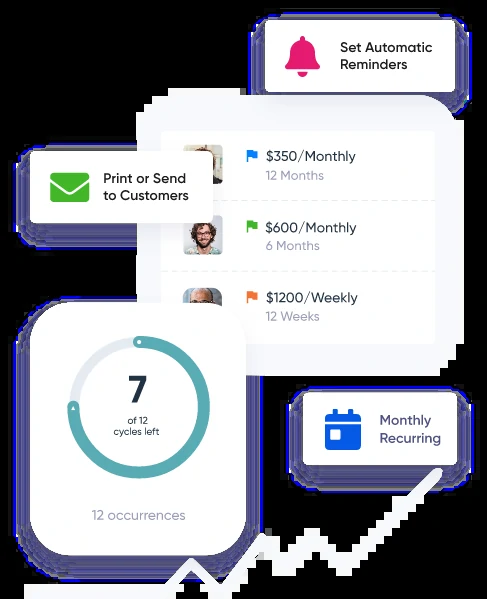 Set Automatic
Reminders
$350/Monthly
12 Months
Print or Send
to Customers
$600/Monthly
6 Months
$1200/Weekly
12 Weeks
7
of 12
cycles left
12 occurrences
Monthly
Recurring